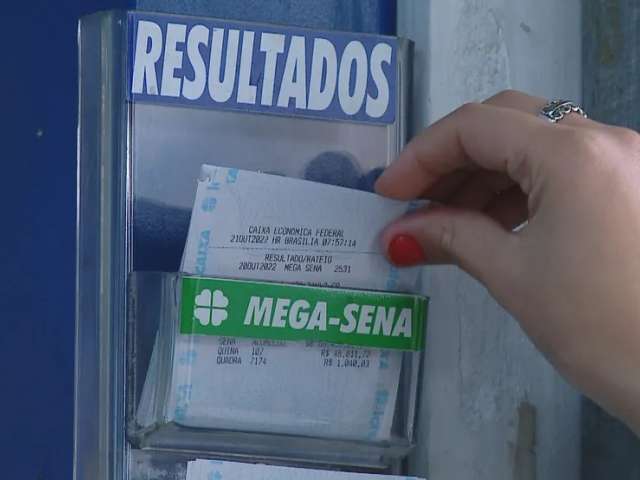 RESULTADOS
CAIXA ECONOMICA FEDERAL
21OUT2022 HR BRASILIA 07:57:14
RESULTADO/RATEIO
20OUT2022 MEGA SENA 2531
MEGA-SENA
SENA
QUINA 107 R$
QUADRA 7174 R$ 1.040,03
CAIXA